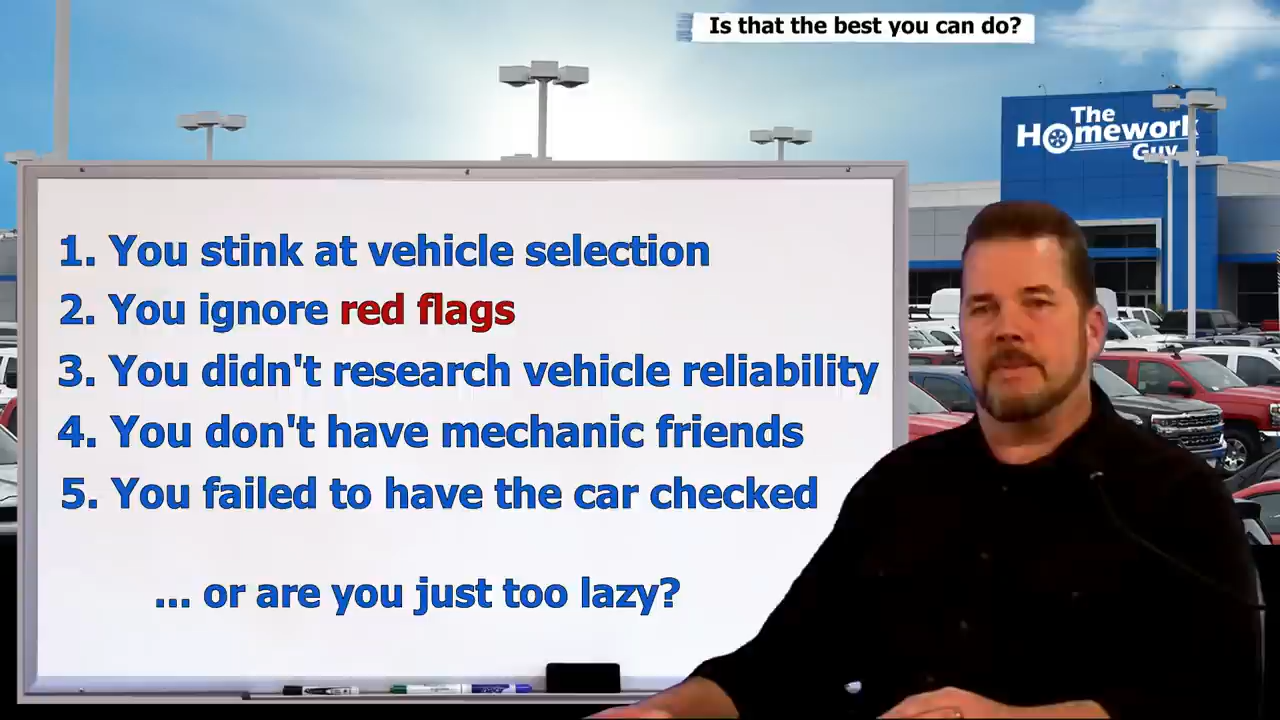 Is that the best you can do?
The
Homework
Guy
1. You stink at vehicle selection
2. You ignore red flags
3. You didn't research vehicle reliability
4. You don't have mechanic friends
5. You failed to have the car checked
... or are you just too lazy?